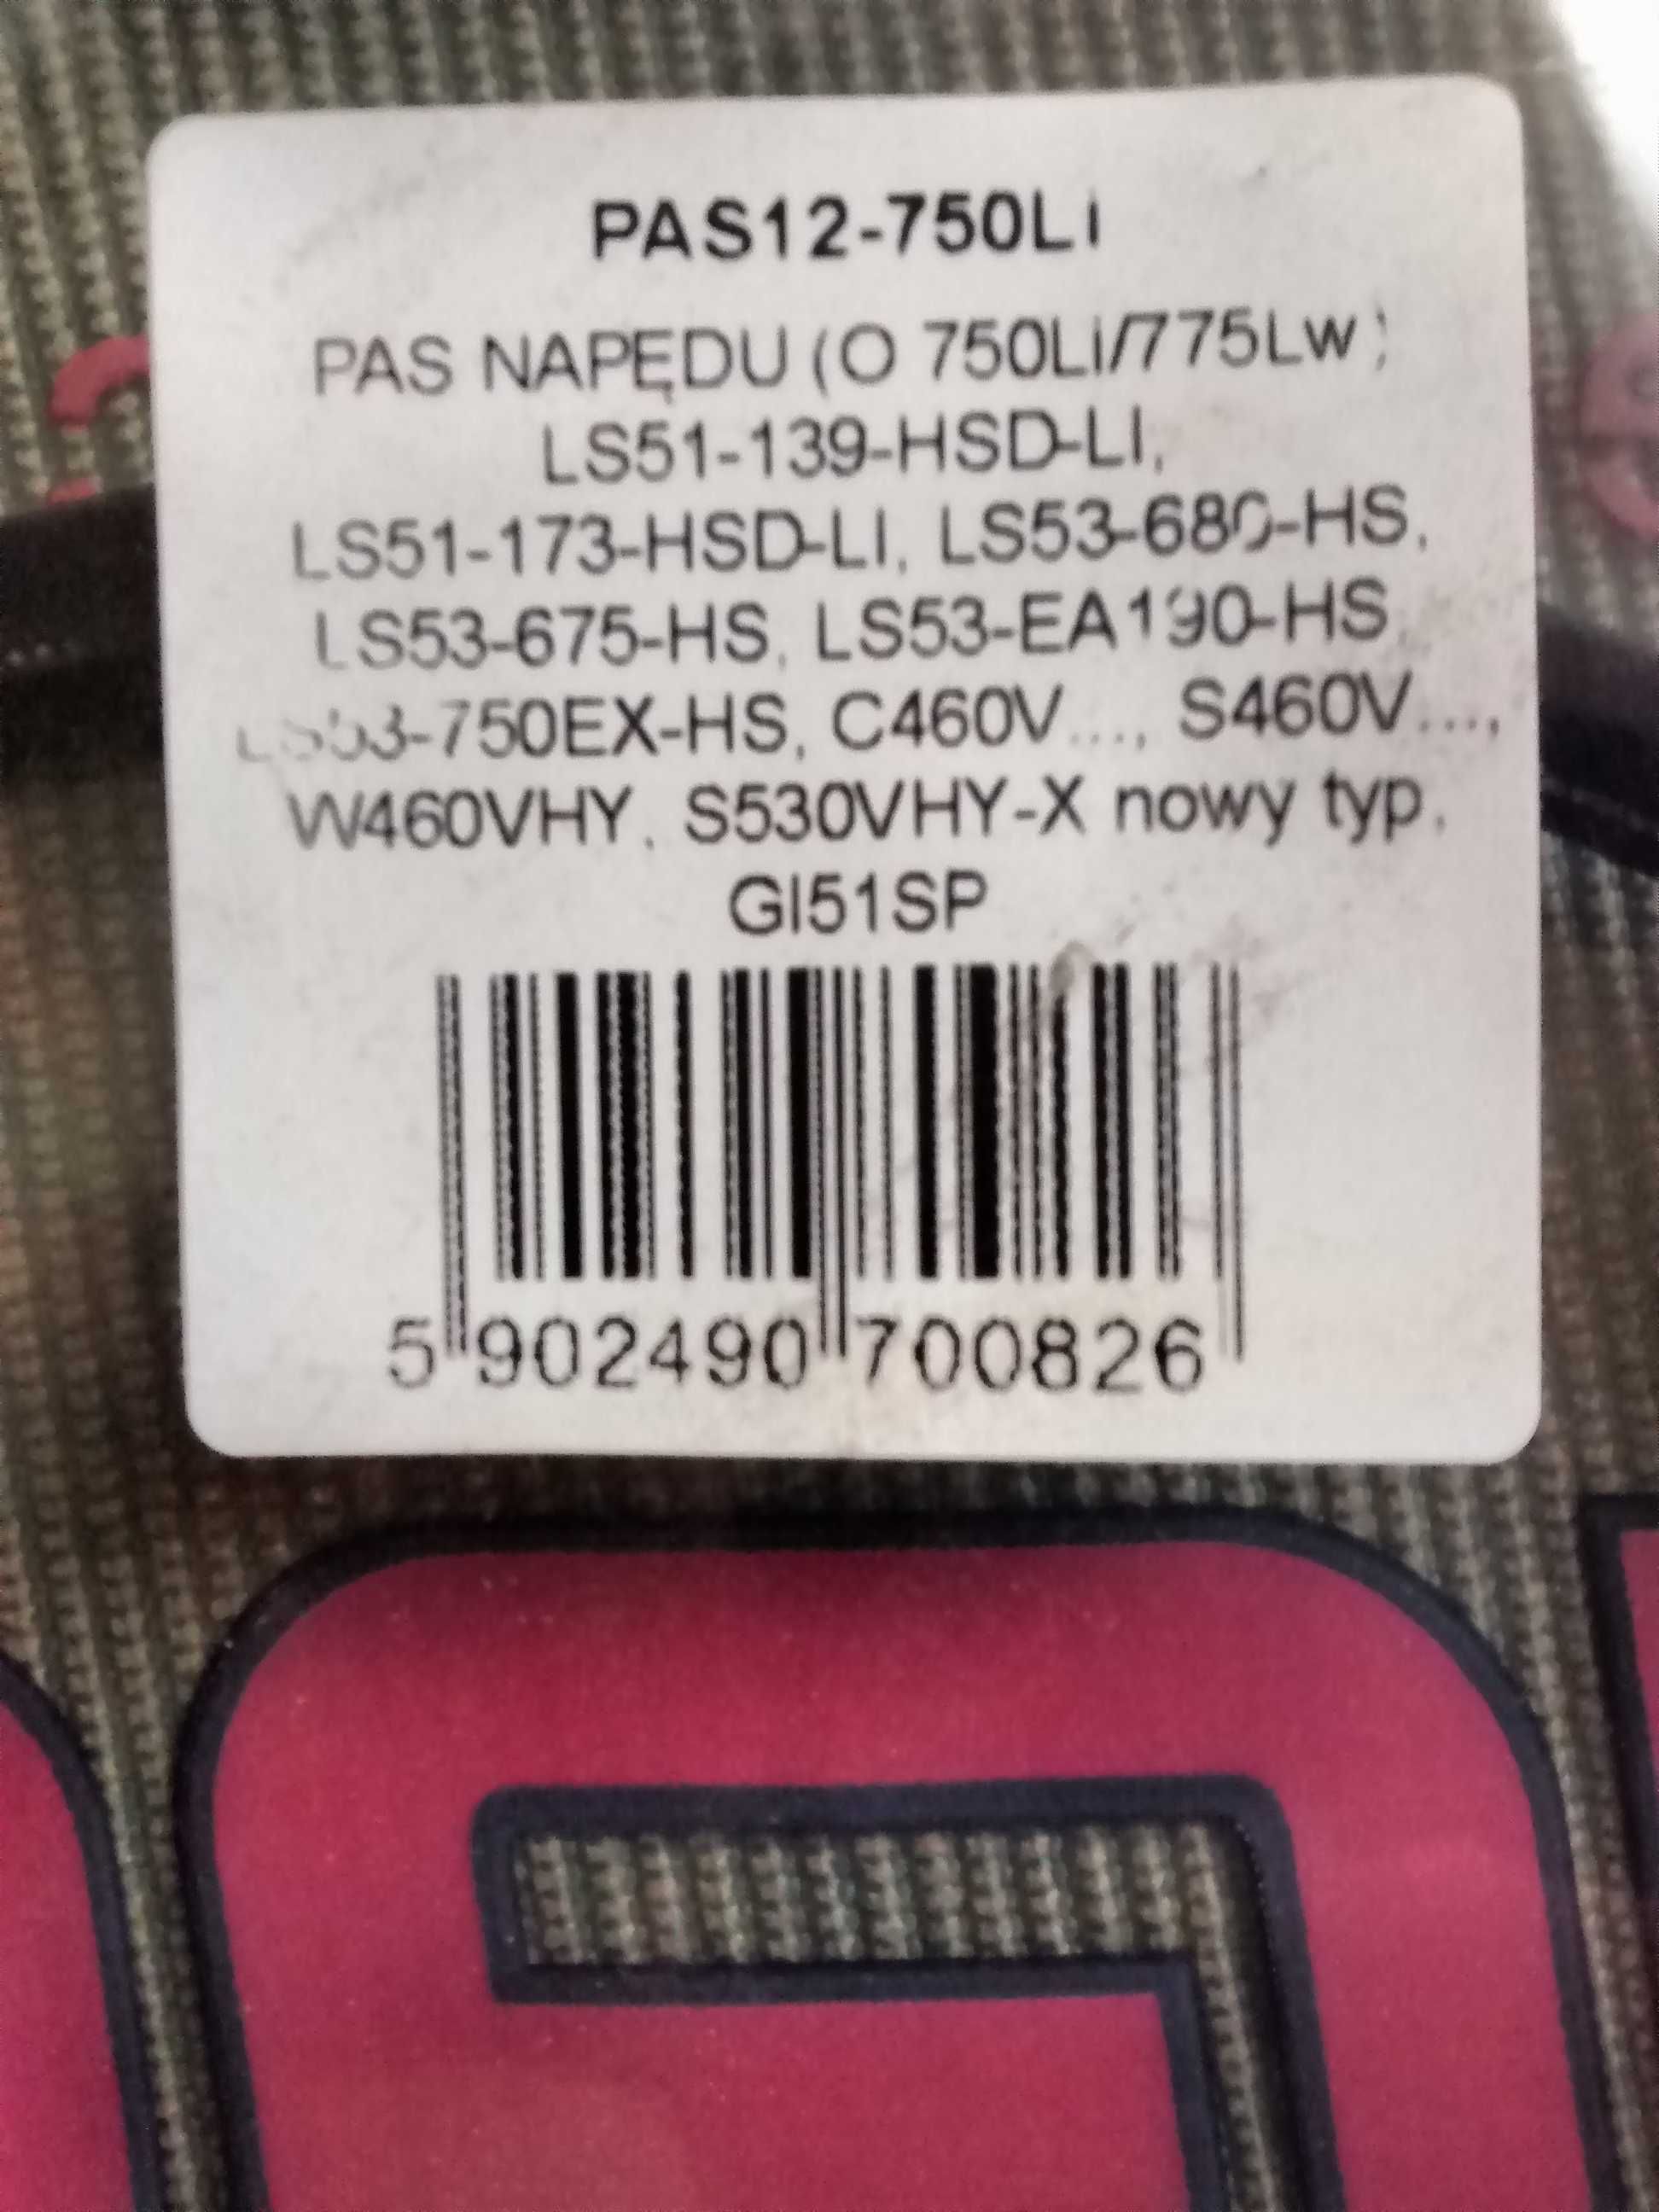 PAS12-750Li
PAS NAPĘDU (O 750Li/775Lw)
LS51-139-HSD-LI,
LS51-173-HSD-LI, LS53-680-HS,
LS53-675-HS, LS53-EA190-HS,
LS53-750EX-HS, C460V..., S460V...,
W460VHY, S530VHY-X nowy typ,
GI51SP
5 902490 700826